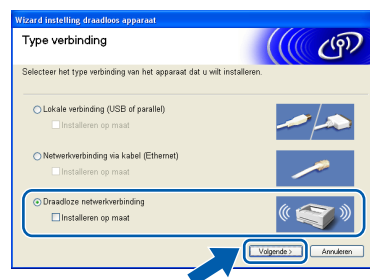 Wizard instelling draadloos apparaat
Type verbinding
Selecteer het type verbinding van het apparaat dat u wilt installeren.
Lokale verbinding (USB of parallel)
Installeren op maat
Netwerkverbinding via kabel (Ethernet)
Installeren op maat
Draadloze netwerkverbinding
Installeren op maat
Volgende >
Annuleren